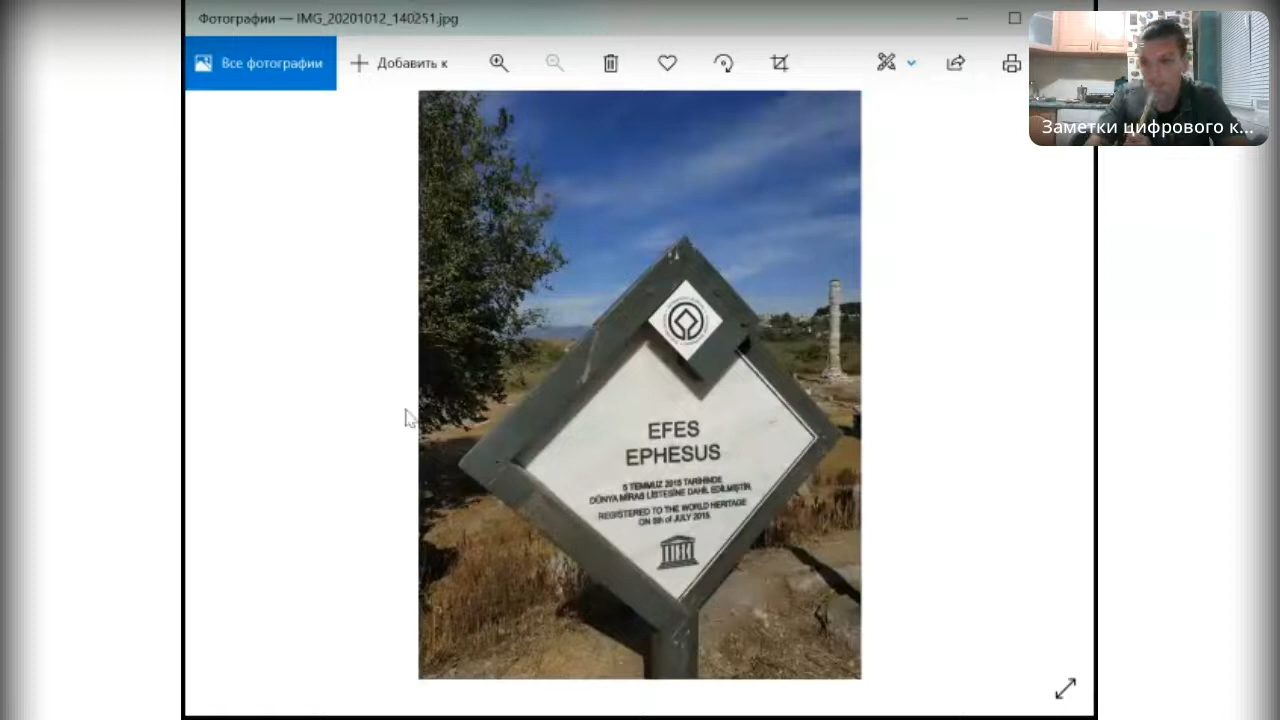 Фотографии — IMG_20201012_140251.jpg
Все фотографии
Добавить к
Заметки цифрового к...
EFES
EPHESUS
5 TEMMUZ 2015 TARİHİNDE
DÜNYA MİRAS LİSTESİNE DAHİL EDİLMİŞTİR
REGISTERED TO THE WORLD HERITAGE
ON 5th of JULY 2015